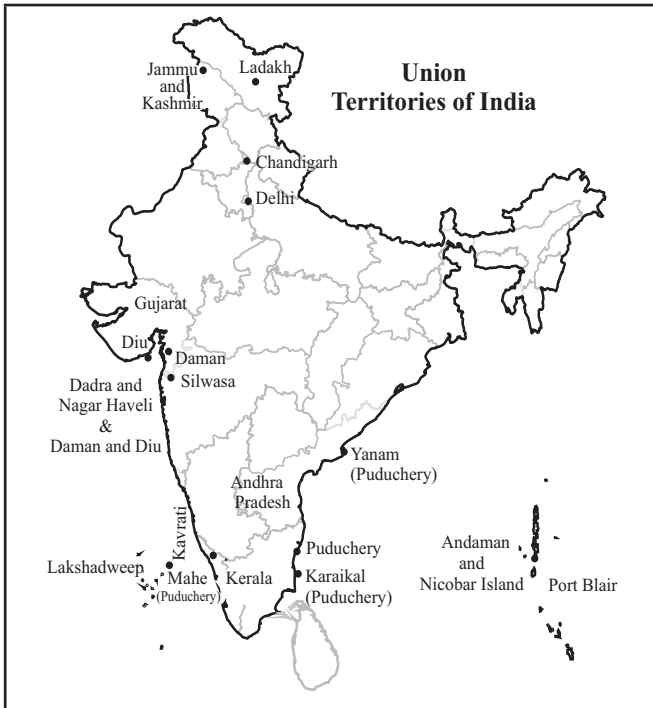 Union
Territories of India
Jammu
and
Kashmir
Ladakh
Chandigarh
Delhi
Gujarat
Diu
Daman
Silwasa
Dadra and
Nagar Haveli
&
Daman and Diu
Yanam
(Puduchery)
Andhra
Pradesh
Kavrati
Lakshadweep
Mahe
(Puduchery)
Kerala
Puduchery
Karaikal
(Puduchery)
Andaman
and
Nicobar Island
Port Blair